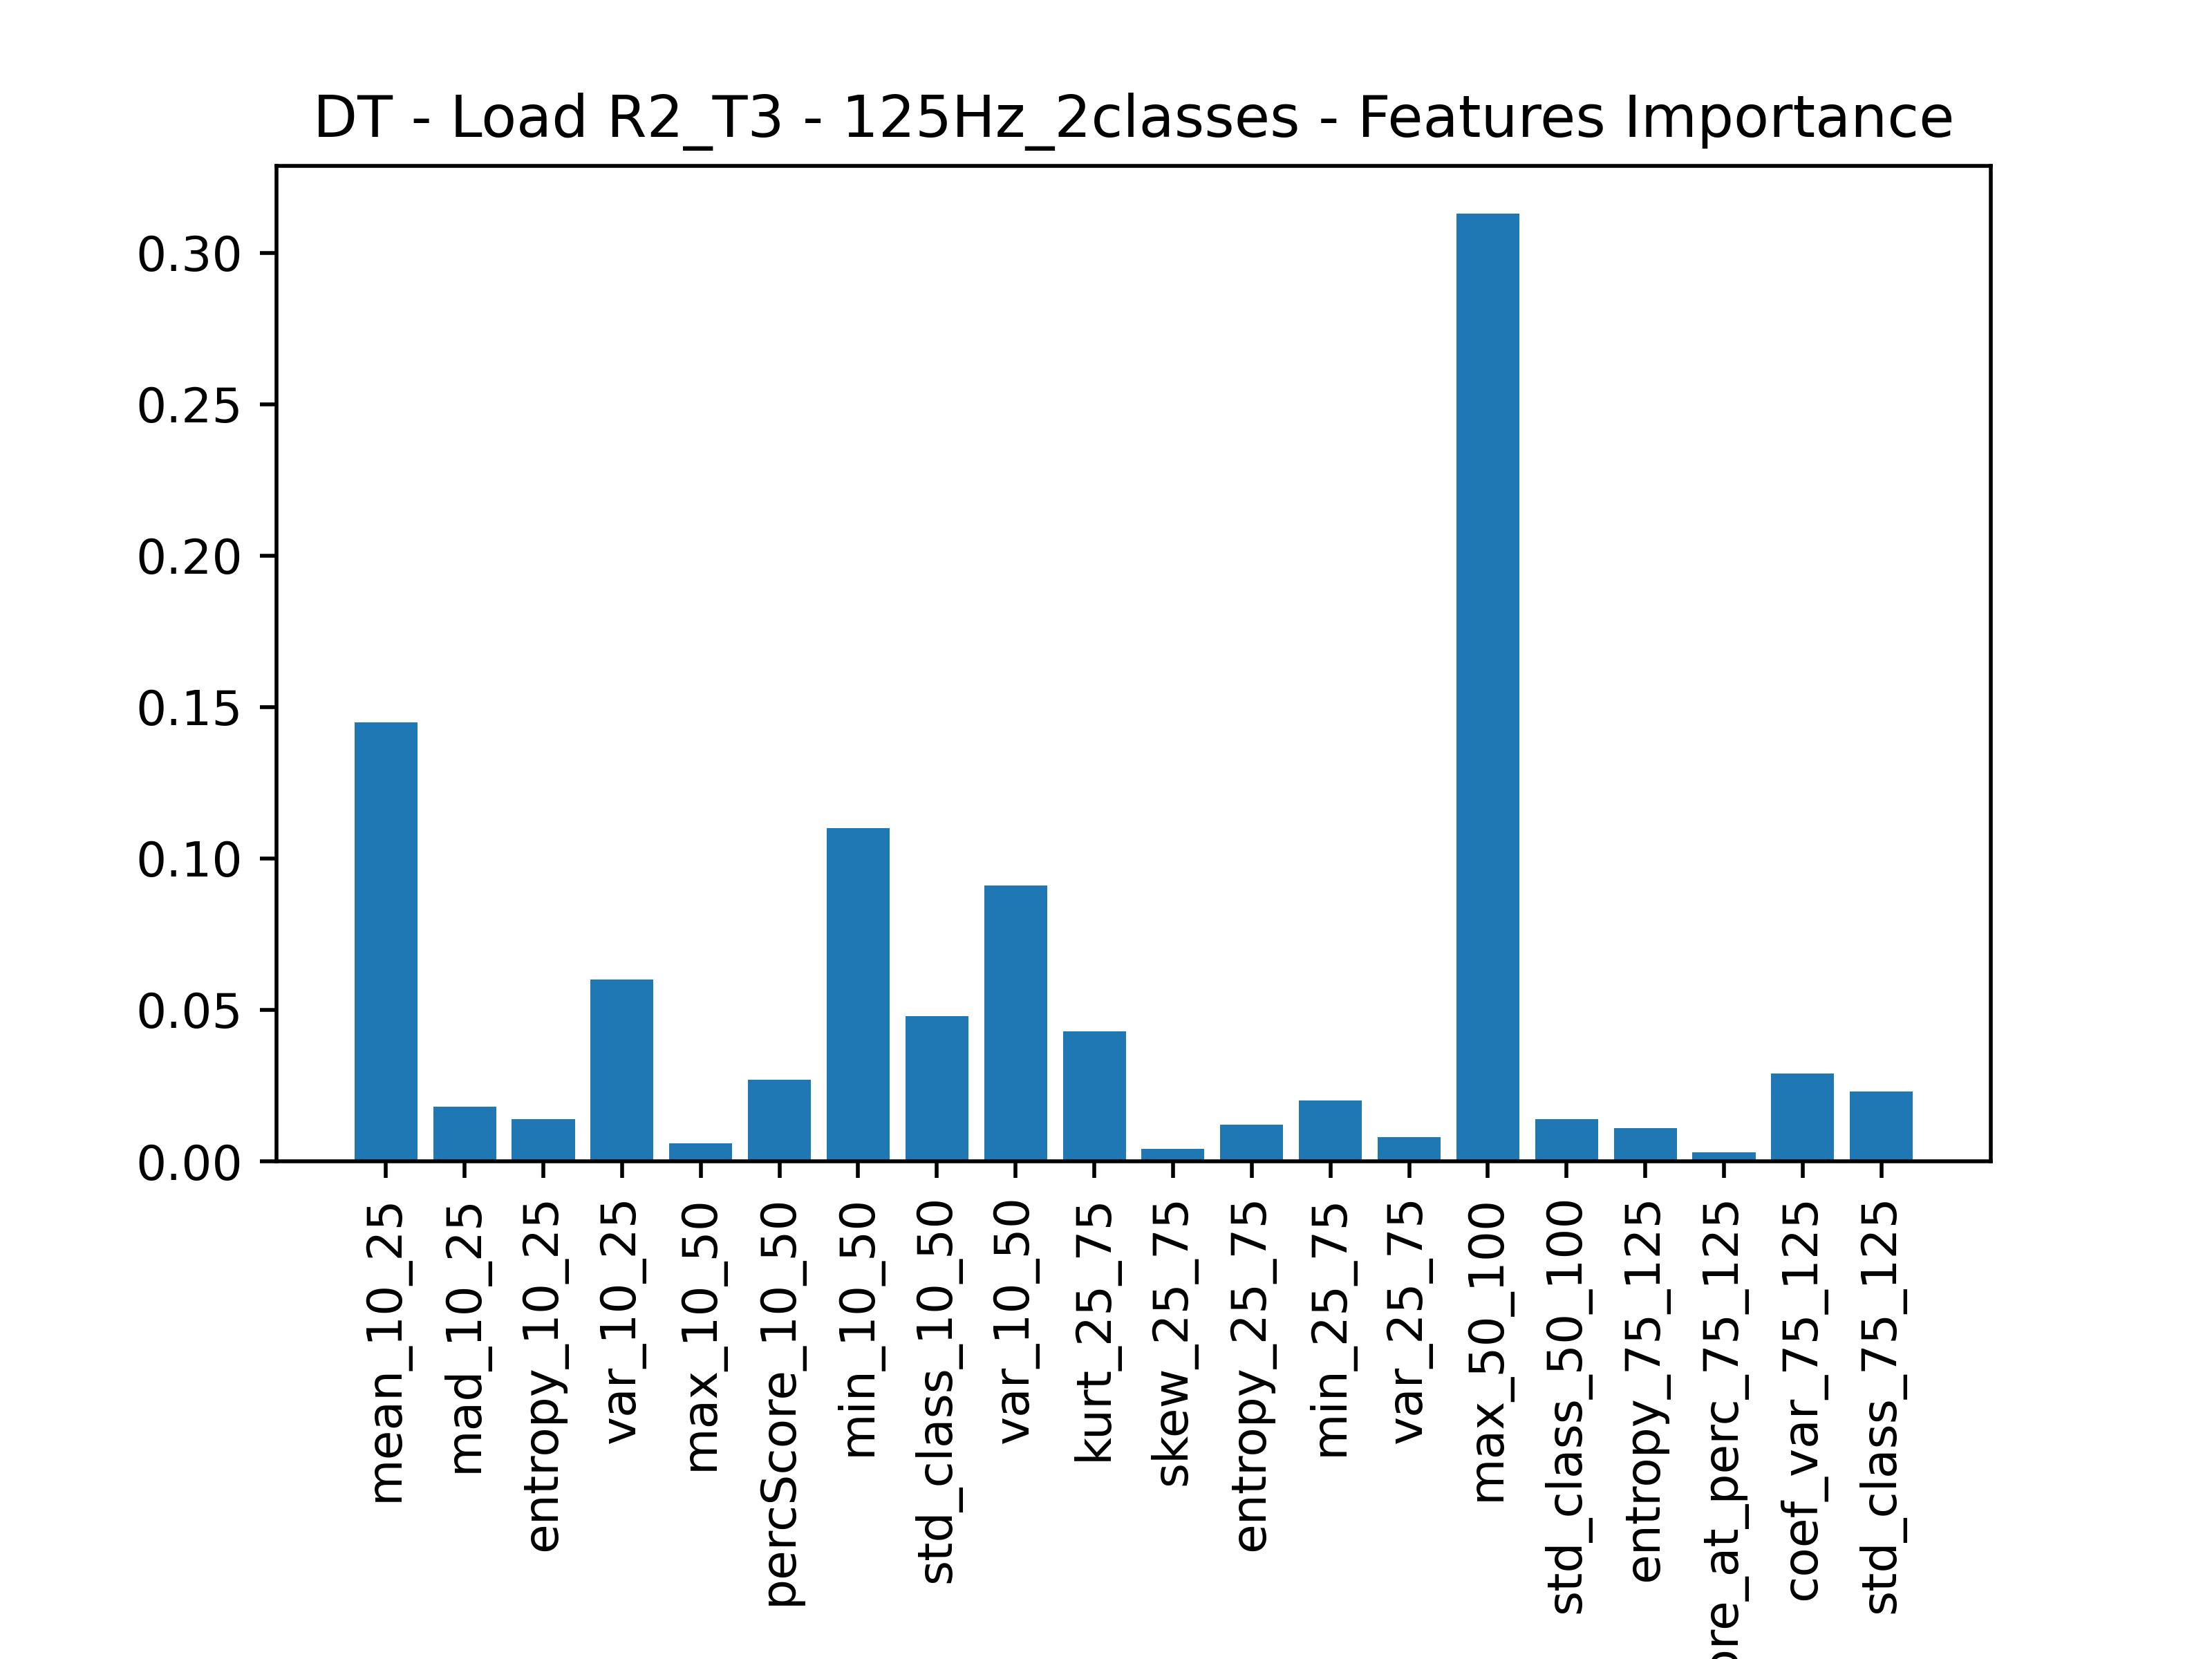 DT - Load R2_T3 - 125Hz_2classes - Features Importance
0.30
0.25
0.20
0.15
0.10
0.05
0.00
mean_10_25
mad_10_25
entropy_10_25
var_10_25
max_10_50
percScore_10_50
min_10_50
std_class_10_50
var_10_50
kurt_25_75
skew_25_75
entropy_25_75
min_25_75
var_25_75
max_50_100
std_class_50_100
entropy_75_125
ore_at_perc_75_125
coef_var_75_125
std_class_75_125